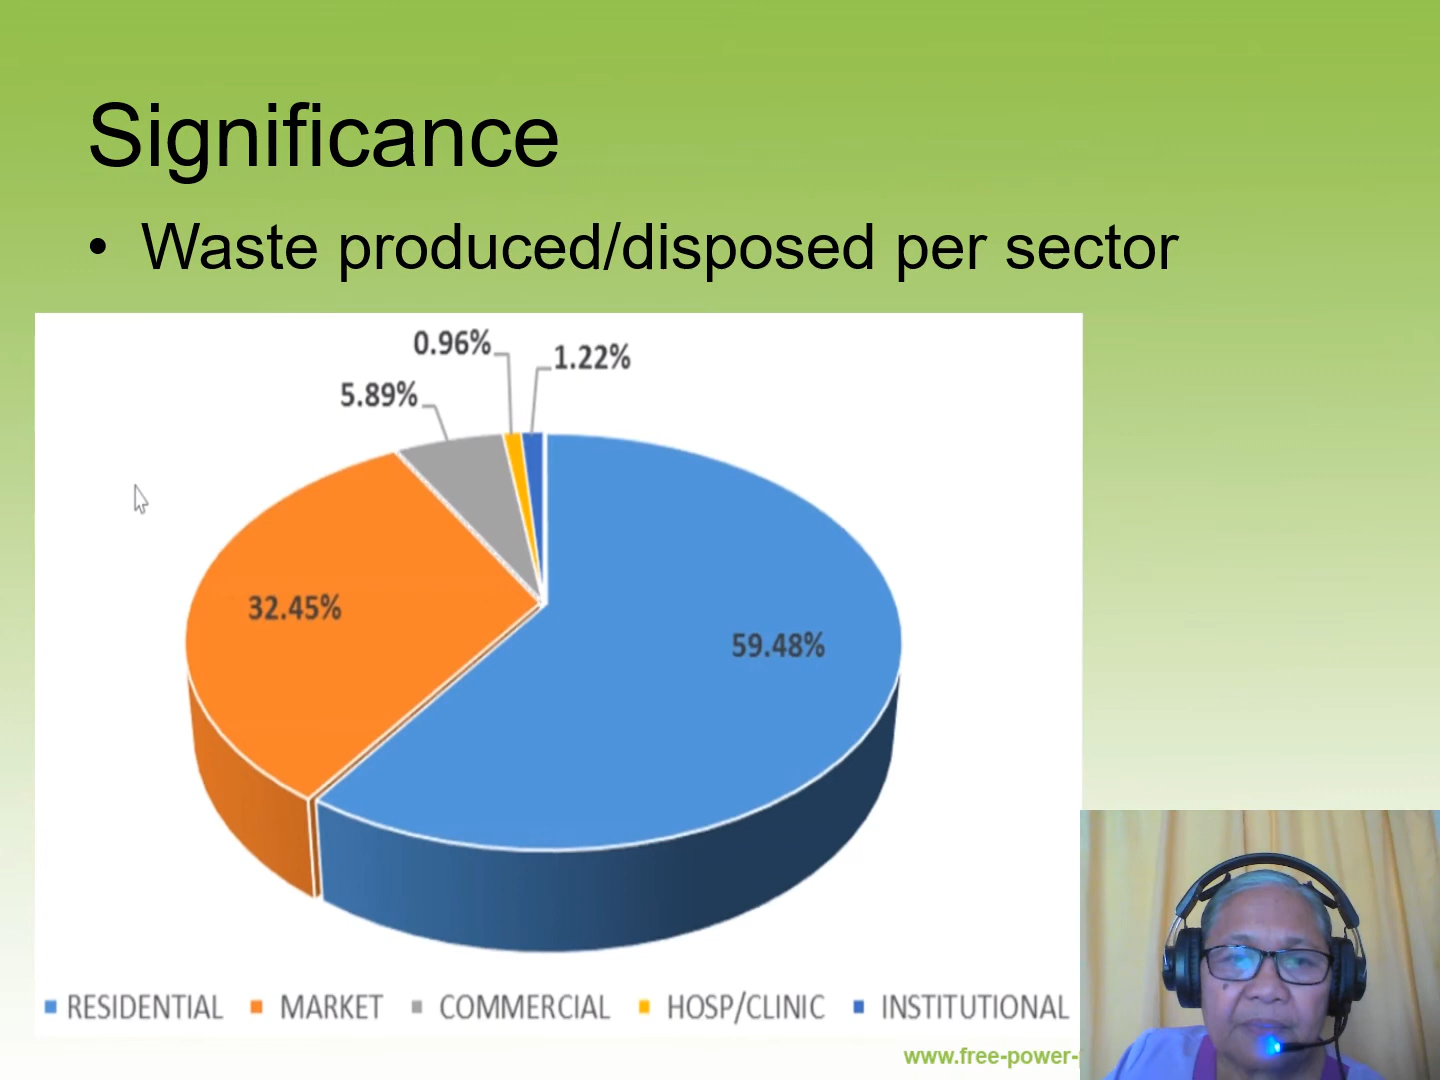 Significance
• Waste produced/disposed per sector
0.96%
1.22%
5.89%
32.45%
59.48%
RESIDENTIAL MARKET COMMERCIAL HOSP/CLINIC INSTITUTIONAL
www.free-power-